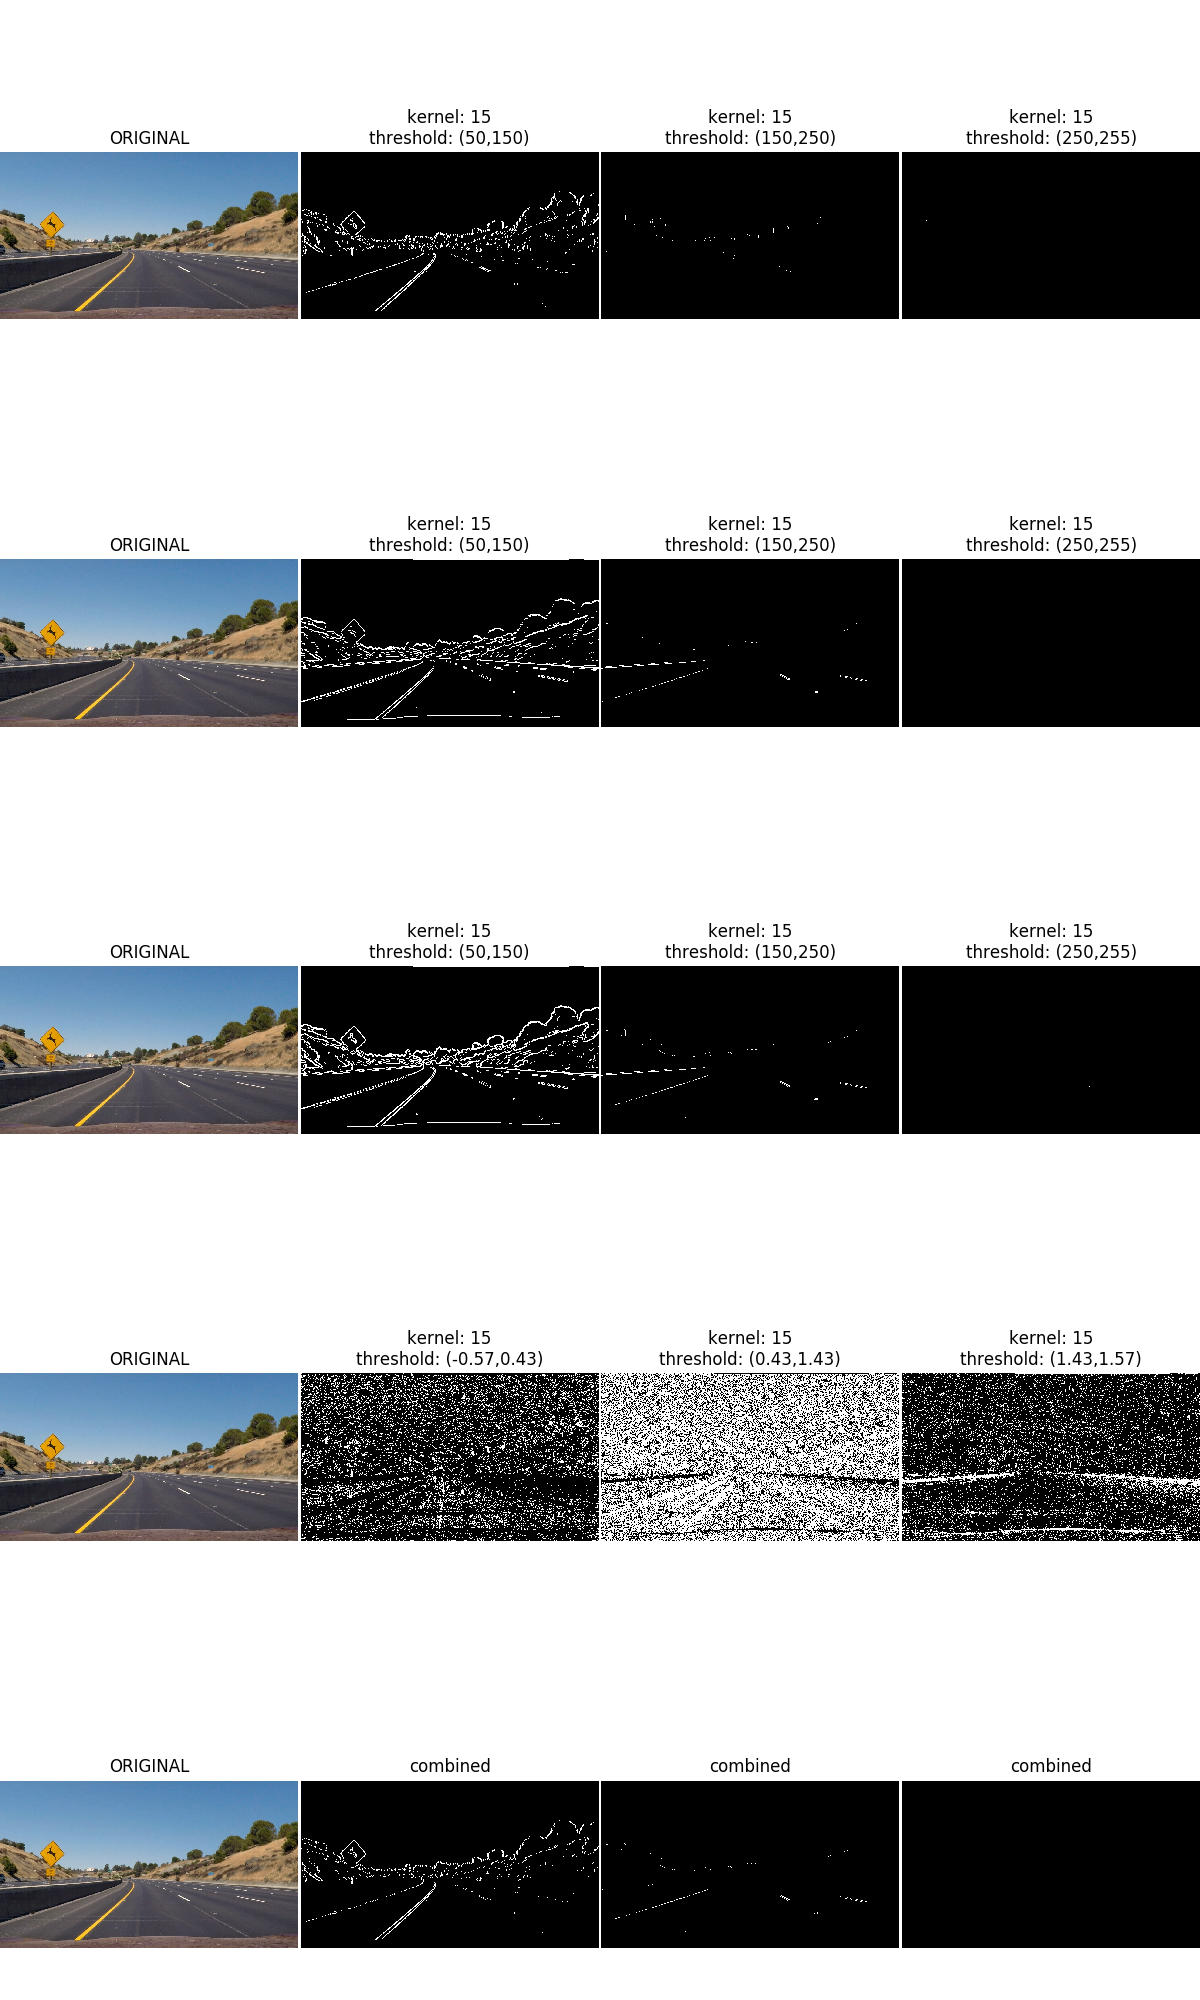 ORIGINAL
kernel: 15
threshold: (50,150)
kernel: 15
threshold: (150,250)
kernel: 15
threshold: (250,255)
ORIGINAL
kernel: 15
threshold: (50,150)
kernel: 15
threshold: (150,250)
kernel: 15
threshold: (250,255)
ORIGINAL
kernel: 15
threshold: (50,150)
kernel: 15
threshold: (150,250)
kernel: 15
threshold: (250,255)
ORIGINAL
kernel: 15
threshold: (-0.57,0.43)
kernel: 15
threshold: (0.43,1.43)
kernel: 15
threshold: (1.43,1.57)
ORIGINAL
combined
combined
combined